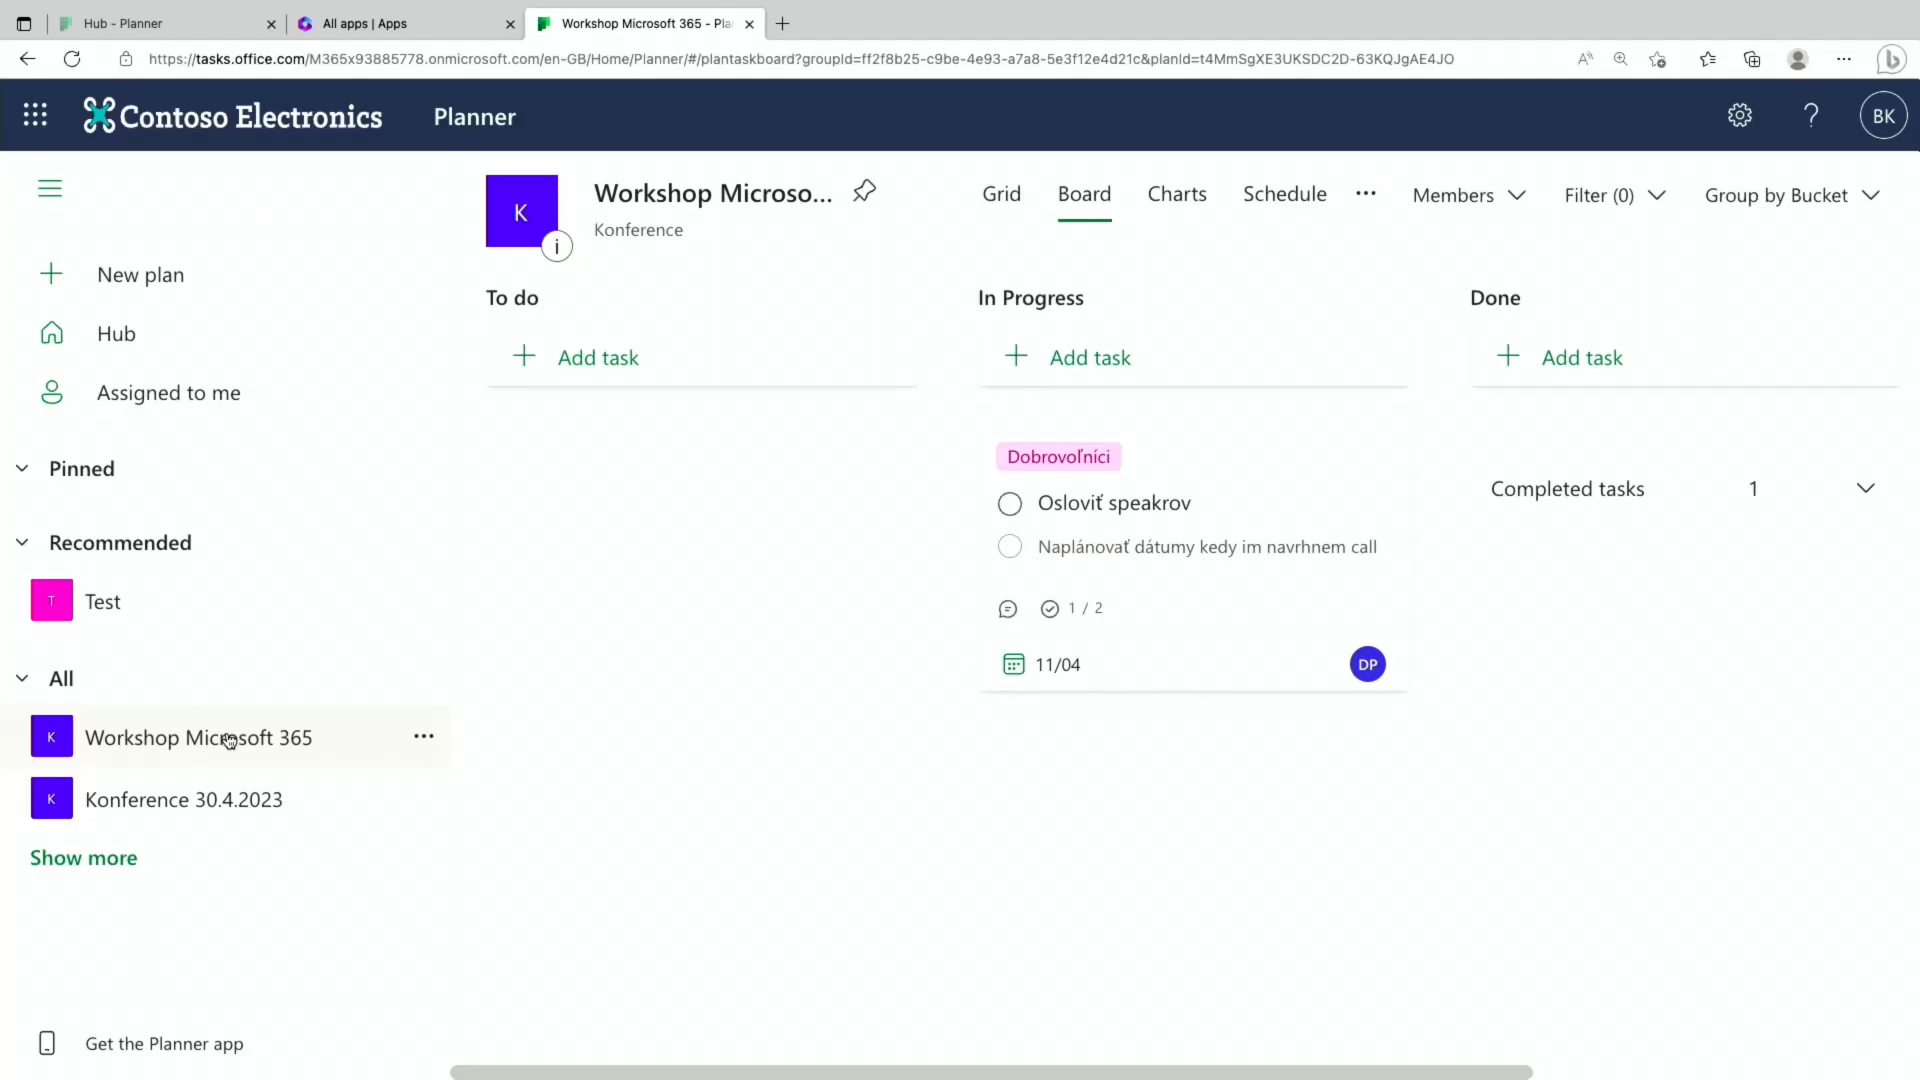 Hub - Planner
All apps | Apps
Workshop Microsoft 365 - Pla
https://tasks.office.com/M365x93885778.onmicrosoft.com/en-GB/Home/Planner/#/plantaskboard?groupId=ff2f8b25-c9be-4e93-a7a8-5e3f12e4d21c&planId=t4MmSgXE3UKSDC2D-63KQJgAE4JO
Contoso Electronics
Planner
BK
K
Workshop Microso...
Konference
Grid
Board
Charts
Schedule
Members
Filter (0)
Group by Bucket
New plan
Hub
Assigned to me
Pinned
Recommended
T
Test
All
K
Workshop Microsoft 365
K
Konference 30.4.2023
Show more
Get the Planner app
To do
Add task
In Progress
Add task
Dobrovoľníci
Osloviť speakrov
Naplánovať dátumy kedy im navrhnem call
1 / 2
11/04
DP
Done
Add task
Completed tasks 1